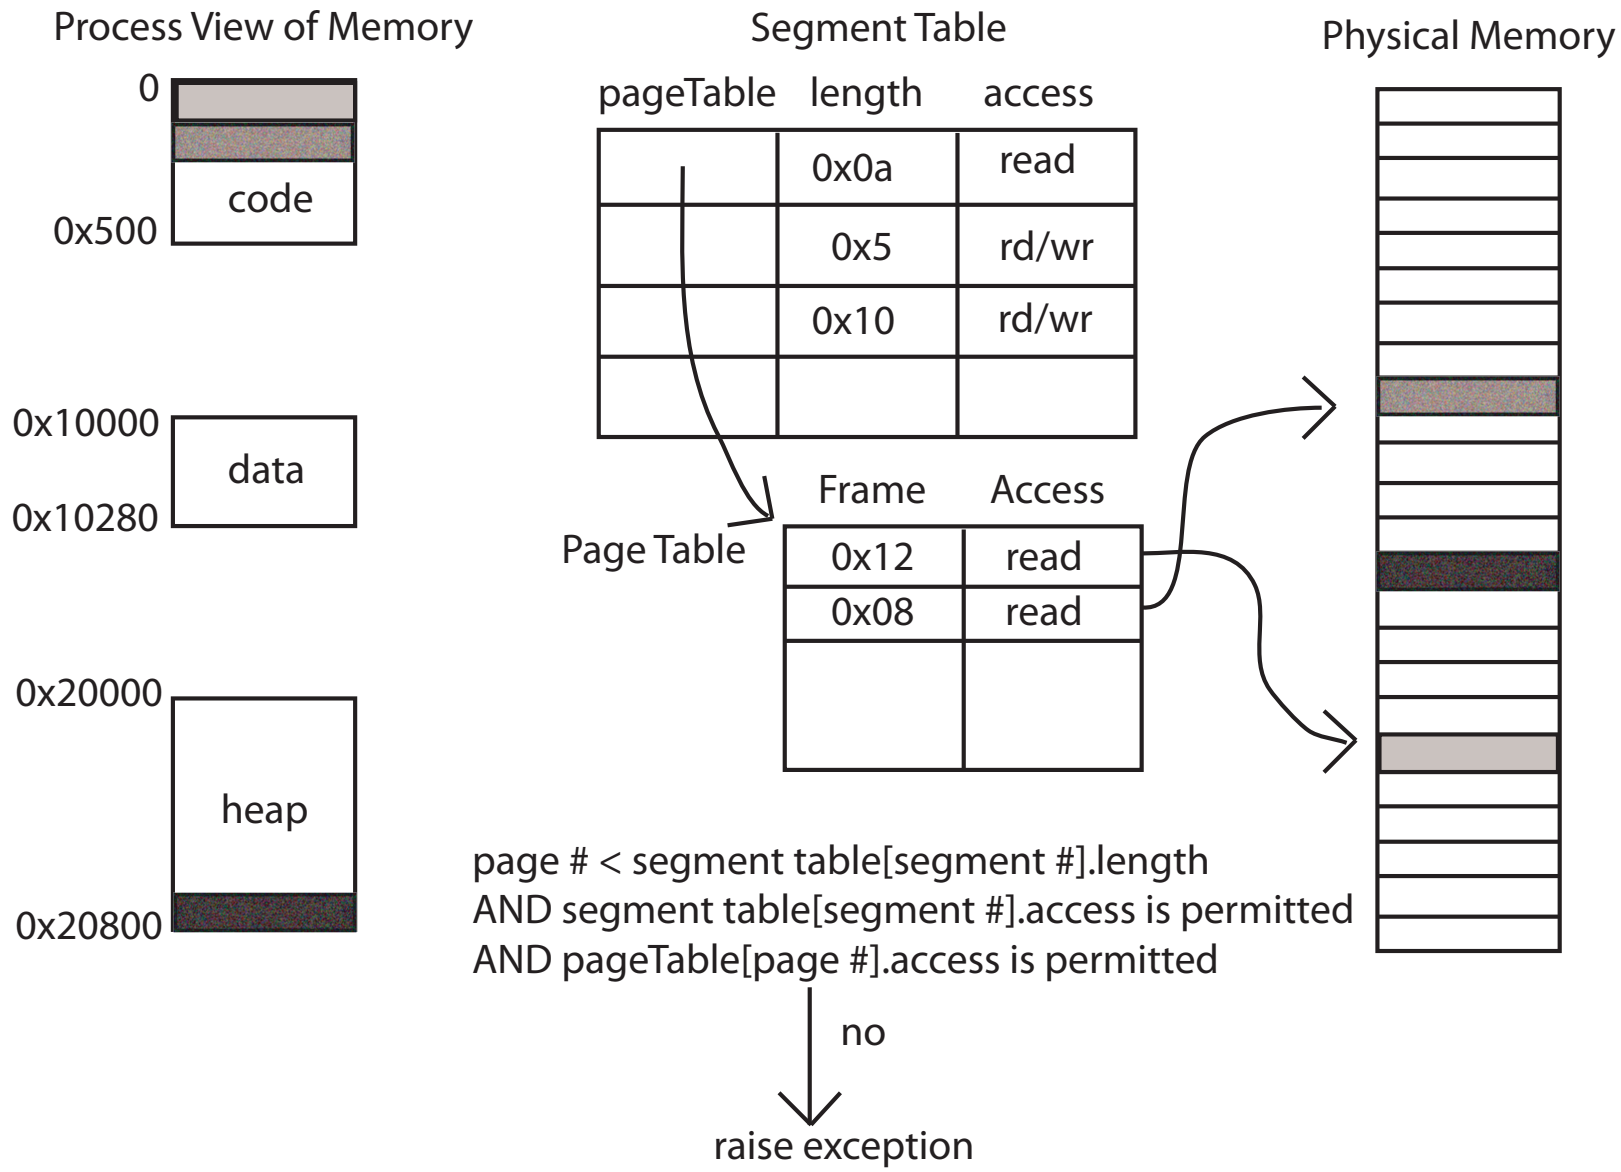 Process View of Memory
0
code
0x500
0x10000
data
0x10280
0x20000
heap
0x20800
Segment Table
pageTable length access
0x0a read
0x5 rd/wr
0x10 rd/wr
Frame Access
Page Table
0x12 read
0x08 read
Physical Memory
page # < segment table[segment #].length
AND segment table[segment #].access is permitted
AND pageTable[page #].access is permitted
no
raise exception